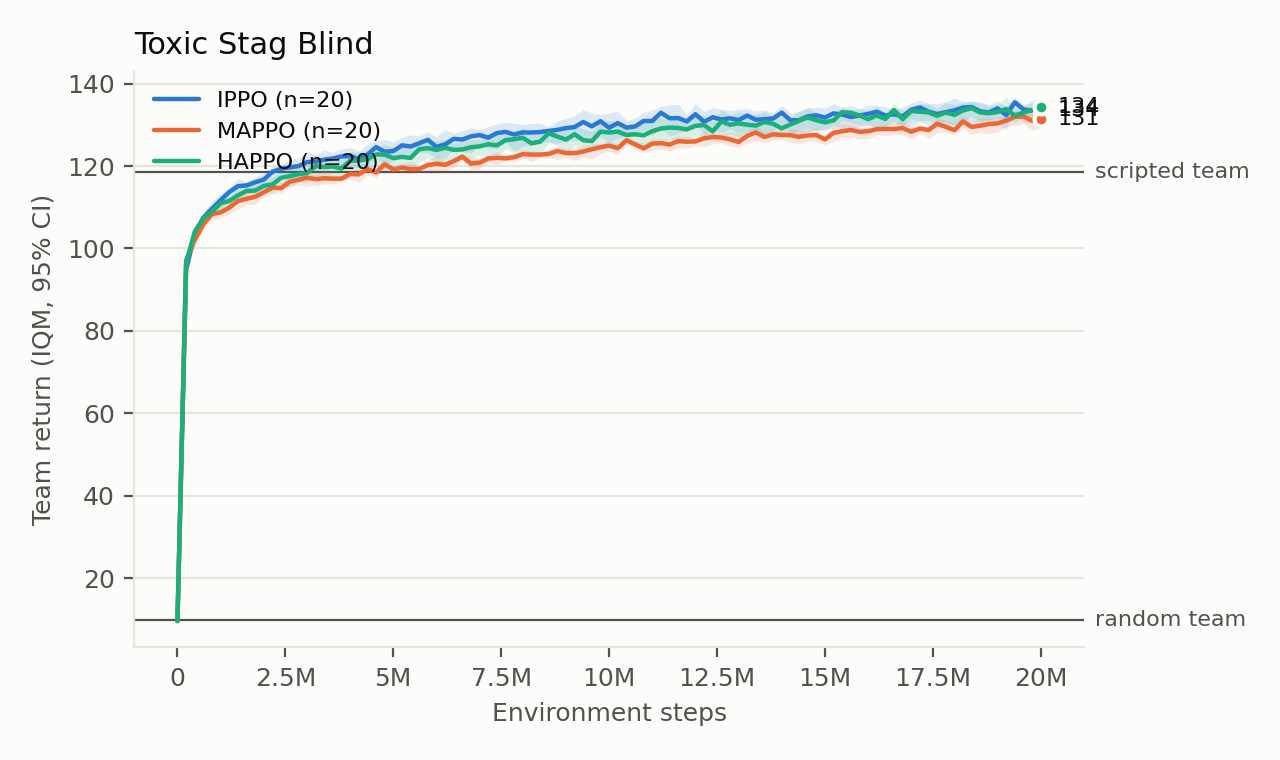 Toxic Stag Blind
IPPO (n=20)
MAPPO (n=20)
HAPPO (n=20)
Team return (IQM, 95% CI)
140
120
100
80
60
40
20
134
134
131
scripted team
random team
0 2.5M 5M 7.5M 10M 12.5M 15M 17.5M 20M
Environment steps